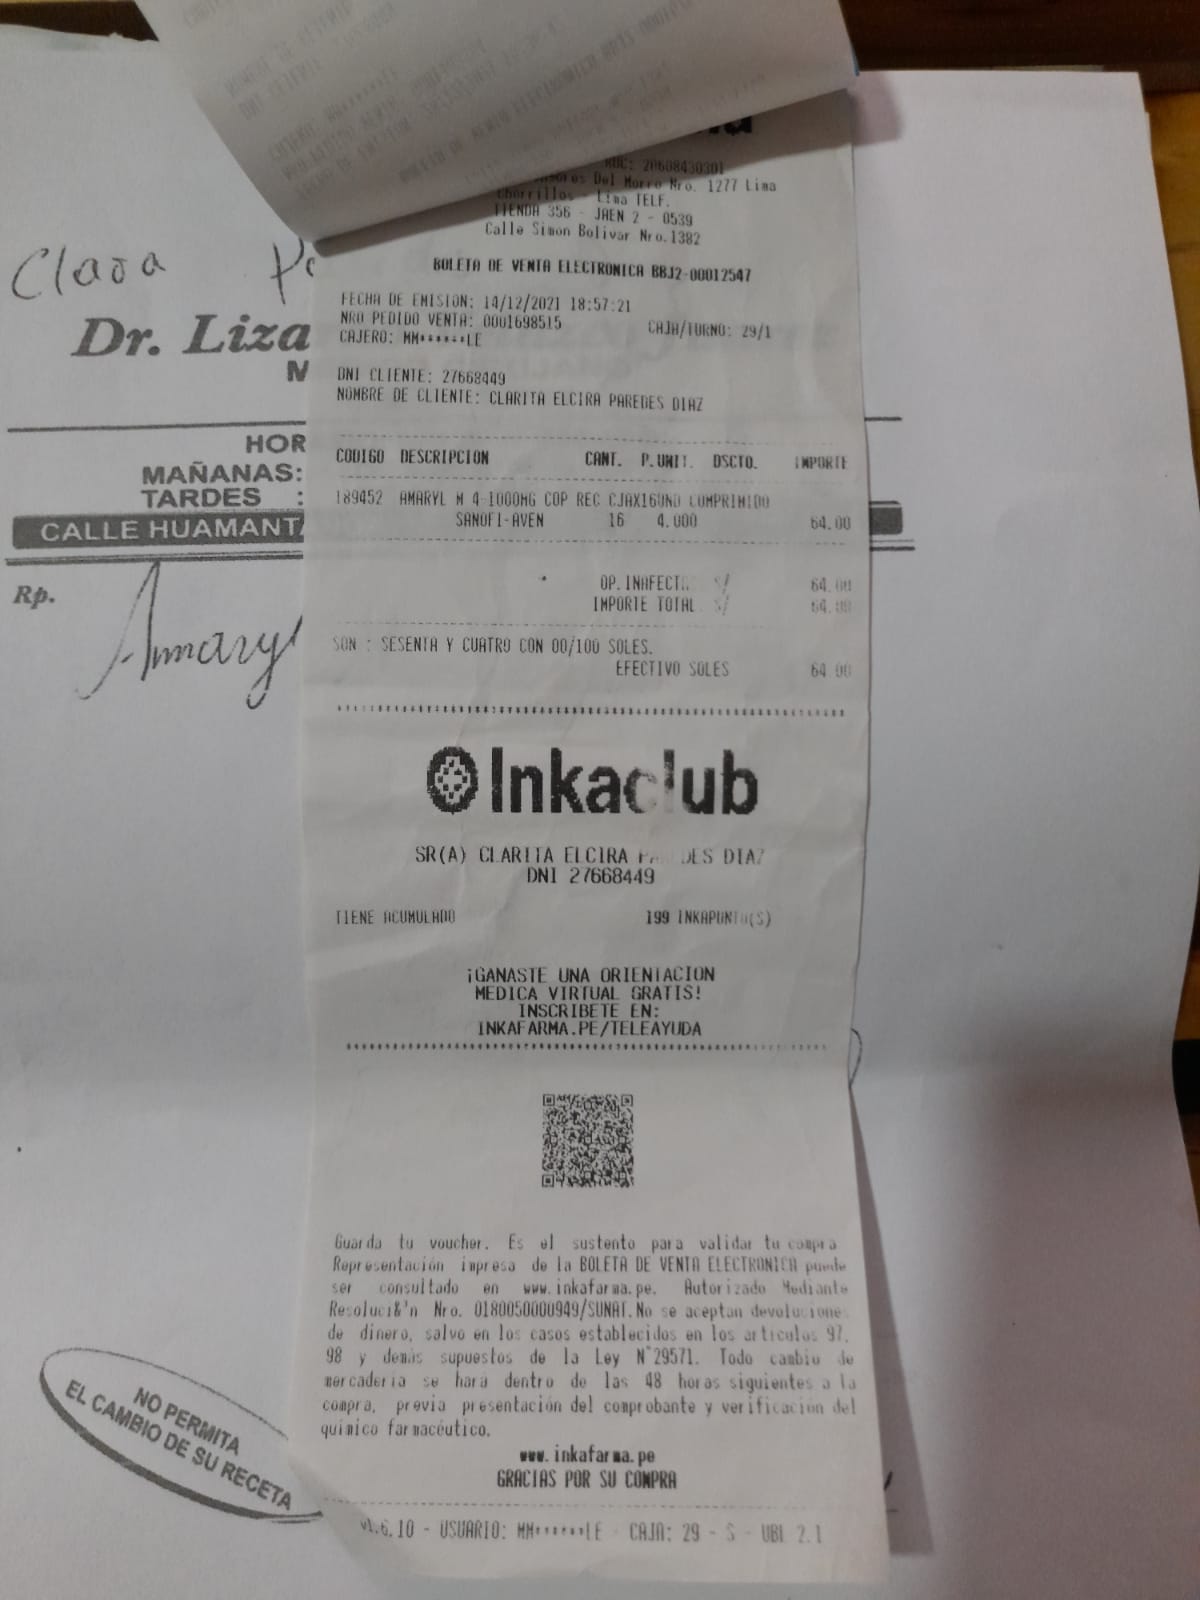 RUC: 20608430301
Del Morro Nro. 1277 Lima
Chorrillos - Lima TELF.
TIENDA 356 - JAEN 2 - 0539
Calle Simon Bolivar Nro.1382
BOLETA DE VENTA ELECTRONICA BBJ2-00012547
FECHA DE EMISION: 14/12/2021 18:57:21
NRO PEDIDO VENTA: 0001698515 CAJA/TURNO: 29/1
CAJERO: MM******LE
DNI CLIENTE: 27668449
NOMBRE DE CLIENTE: CLARITA ELCIRA PAREDES DIAZ
CODIGO DESCRIPCION CANT. P.UNIT. DSCTO. IMPORTE
189452 AMARYL M 4-1000MG COP REC CJAX16UND COMPRIMIDO
SANOFI-AVEN 16 4.000 64.00
OP.INAFECTA S/ 64.00
IMPORTE TOTAL S/ 64.00
SON : SESENTA Y CUATRO CON 00/100 SOLES.
EFECTIVO SOLES 64.00
Inkaclub
SR(A) CLARITA ELCIRA PAREDES DIAZ
DNI 27668449
TIENE ACUMULADO 199 INKAPUNTO(S)
¡GANASTE UNA ORIENTACION
MEDICA VIRTUAL GRATIS!
INSCRIBETE EN:
INKAFARMA.PE/TELEAYUDA
Guarda tu voucher. Es el sustento para validar tu compra
Representación impresa de la BOLETA DE VENTA ELECTRONICA puede
ser consultado en www.inkafarma.pe. Autorizado Mediante
Resoluci&'n Nro. 0180050000949/SUNAT.No se aceptan devoluciones
de dinero, salvo en los casos establecidos en los articulos 97,
98 y demás supuestos de la Ley N°29571. Todo cambio de
mercaderia se hará dentro de las 48 horas siguientes a la
compra, previa presentación del comprobante y verificación del
químico farmacéutico.
www.inkafarma.pe
GRACIAS POR SU COMPRA
6.10 - USUARIO: MM******LE - CAJA: 29 - S - UBL 2.1
Clara
Dr. Liza
M
HOR
MAÑANAS:
TARDES :
CALLE HUAMANTA
Rp.
Amaryl
NO PERMITA
EL CAMBIO DE SU RECETA